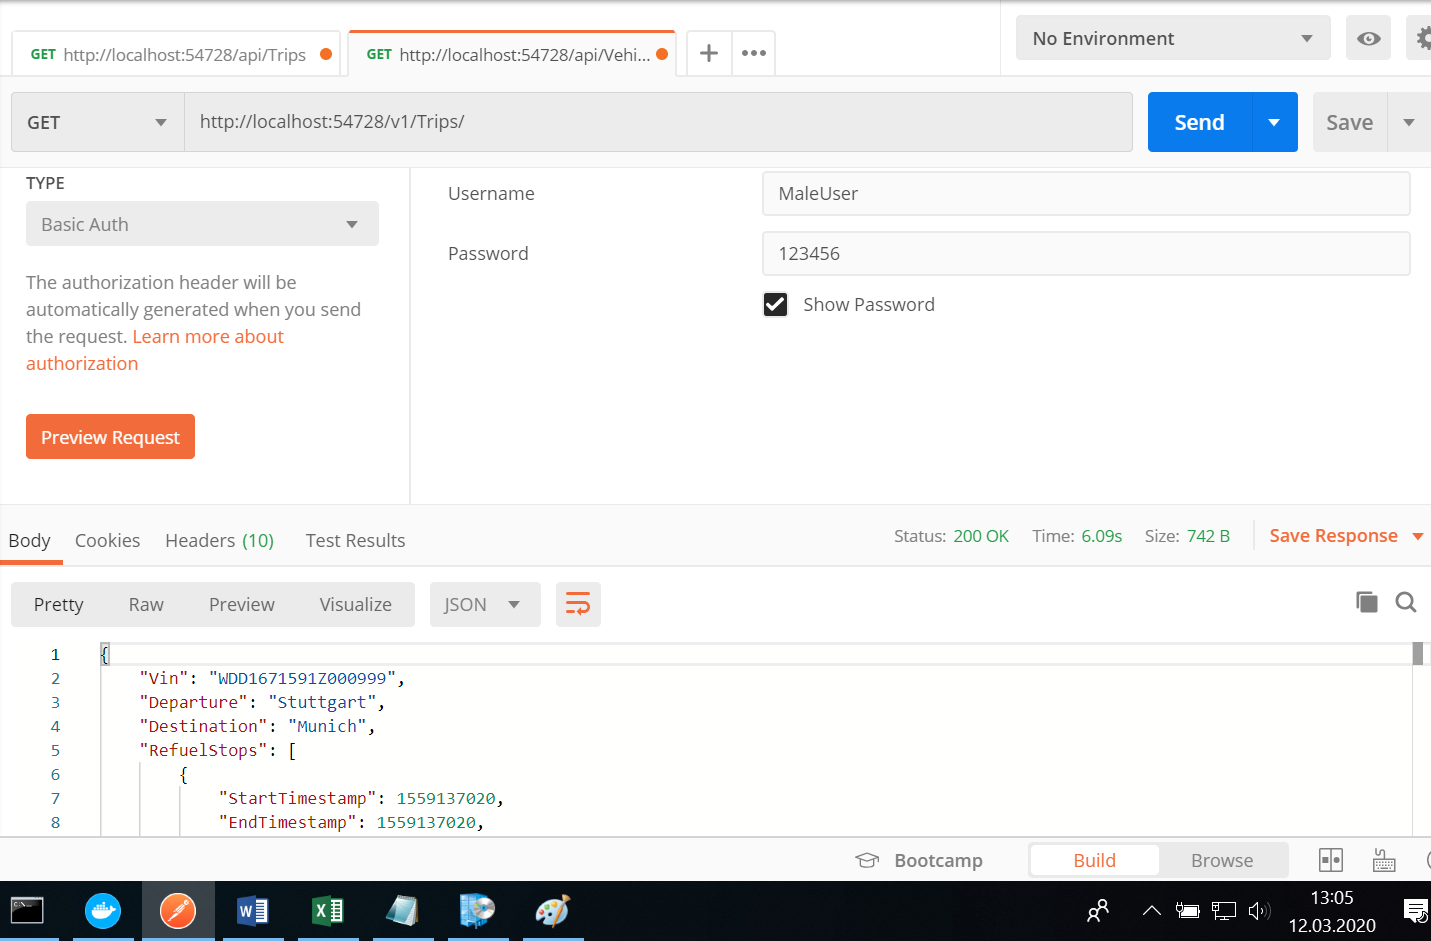 GET http://localhost:54728/api/Trips
GET http://localhost:54728/api/Vehi...
No Environment
GET
http://localhost:54728/v1/Trips/
Send
Save
TYPE
Basic Auth
The authorization header will be
automatically generated when you send
the request. Learn more about
authorization
Preview Request
Username
MaleUser
Password
123456
Show Password
Body
Cookies
Headers (10)
Test Results
Status: 200 OK
Time: 6.09s
Size: 742 B
Save Response
Pretty
Raw
Preview
Visualize
JSON
1 {
2 "Vin": "WDD1671591Z000999",
3 "Departure": "Stuttgart",
4 "Destination": "Munich",
5 "RefuelStops": [
6 {
7 "StartTimestamp": 1559137020,
8 "EndTimestamp": 1559137020,
Bootcamp
Build
Browse
13:05
12.03.2020